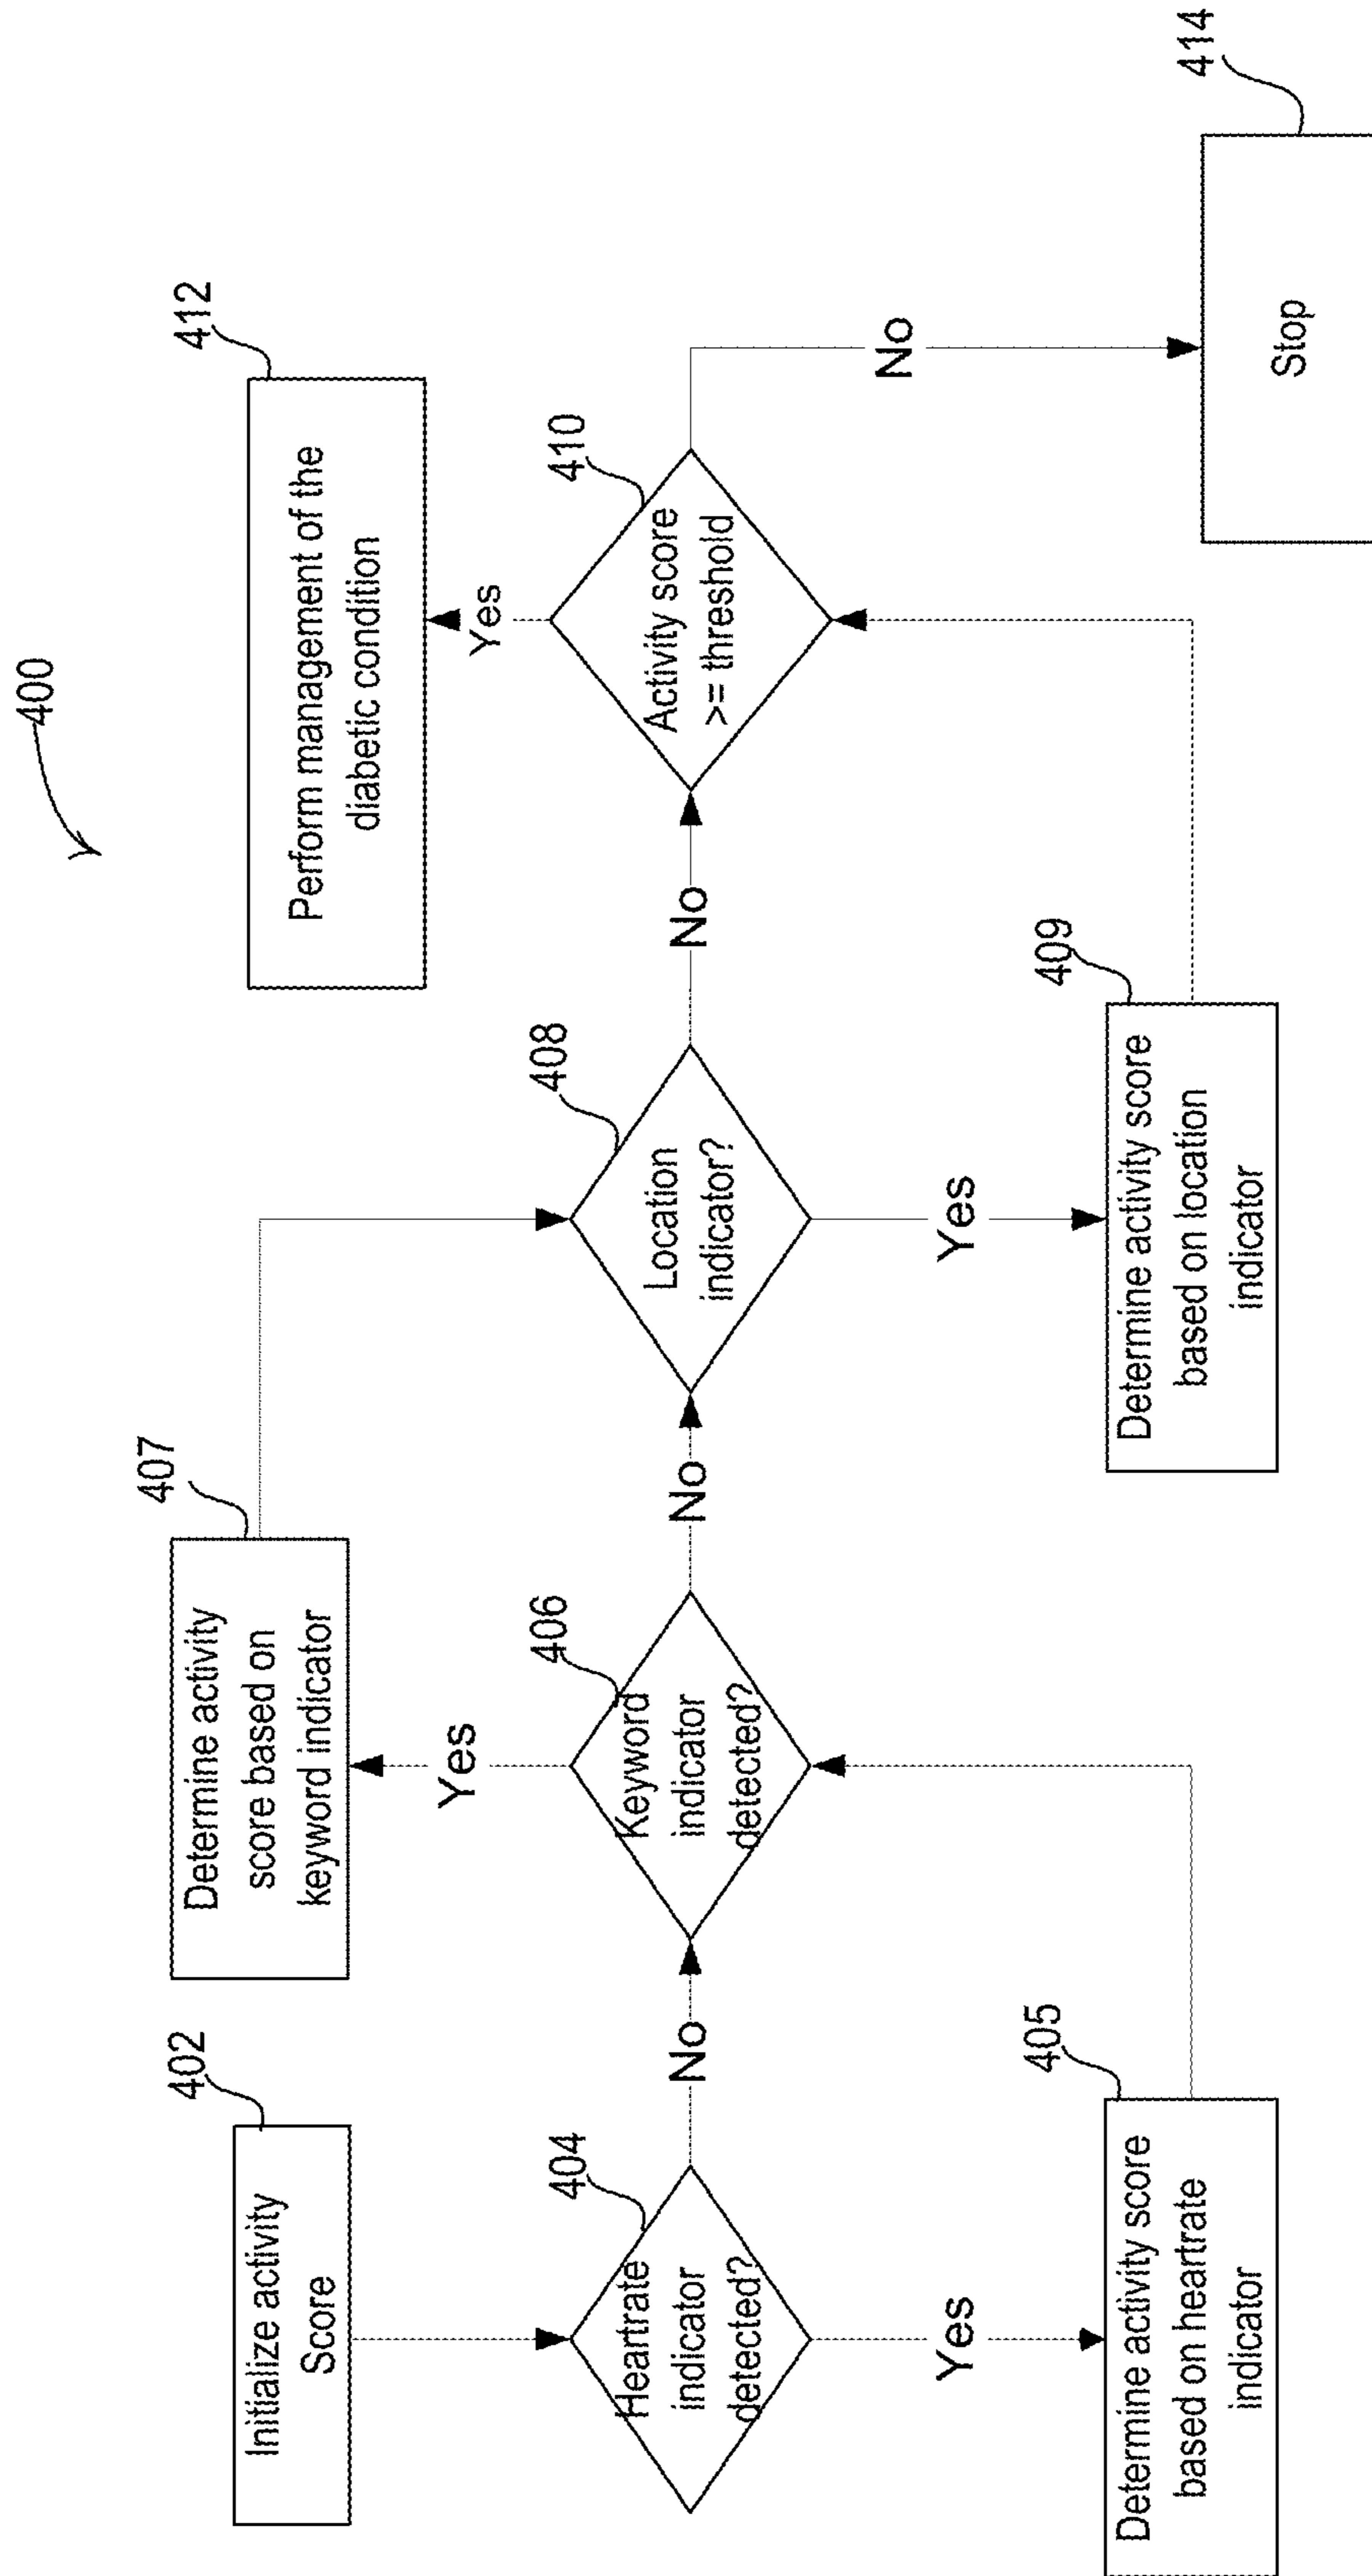 400
402
Initialize activity
Score
404
Heartrate
indicator
detected?
No
Yes
405
Determine activity score
based on heartrate
indicator
406
Keyword
indicator
detected?
No
Yes
407
Determine activity
score based on
keyword indicator
408
Location
indicator?
No
Yes
409
Determine activity score
based on location
indicator
410
Activity score
>= threshold
Yes
No
412
Perform management of the
diabetic condition
414
Stop